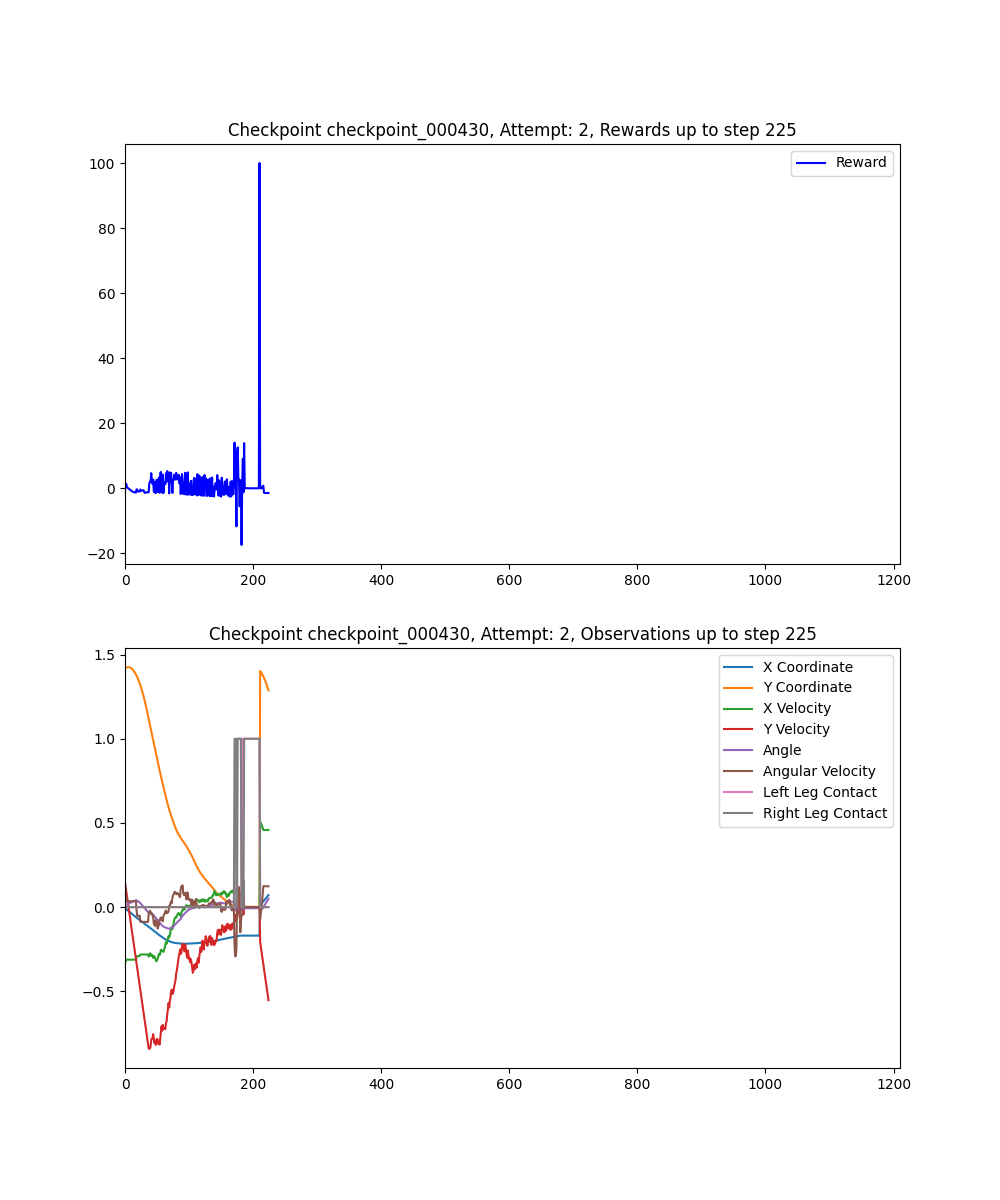 Checkpoint checkpoint_000430, Attempt: 2, Rewards up to step 225
100
80
60
40
20
0
−20
Reward
0 200 400 600 800 1000 1200
Checkpoint checkpoint_000430, Attempt: 2, Observations up to step 225
1.5
1.0
0.5
0.0
−0.5
X Coordinate
Y Coordinate
X Velocity
Y Velocity
Angle
Angular Velocity
Left Leg Contact
Right Leg Contact
0 200 400 600 800 1000 1200